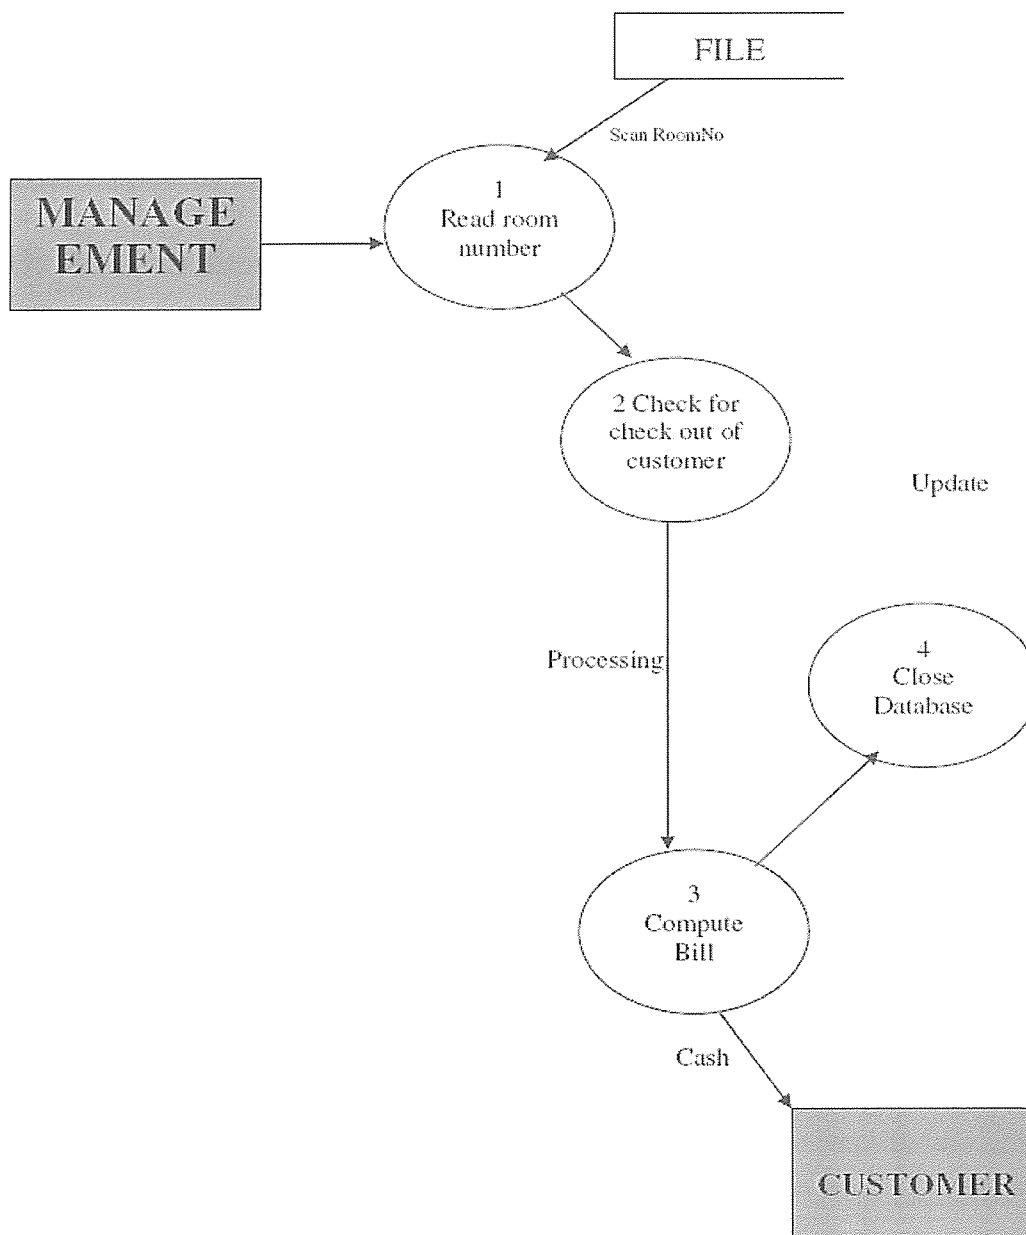 FILE
Scan RoomNo
MANAGE
EMENT
1
Read room
number
2 Check for
check out of
customer
Update
Processing
4
Close
Database
3
Compute
Bill
Cash
CUSTOMER